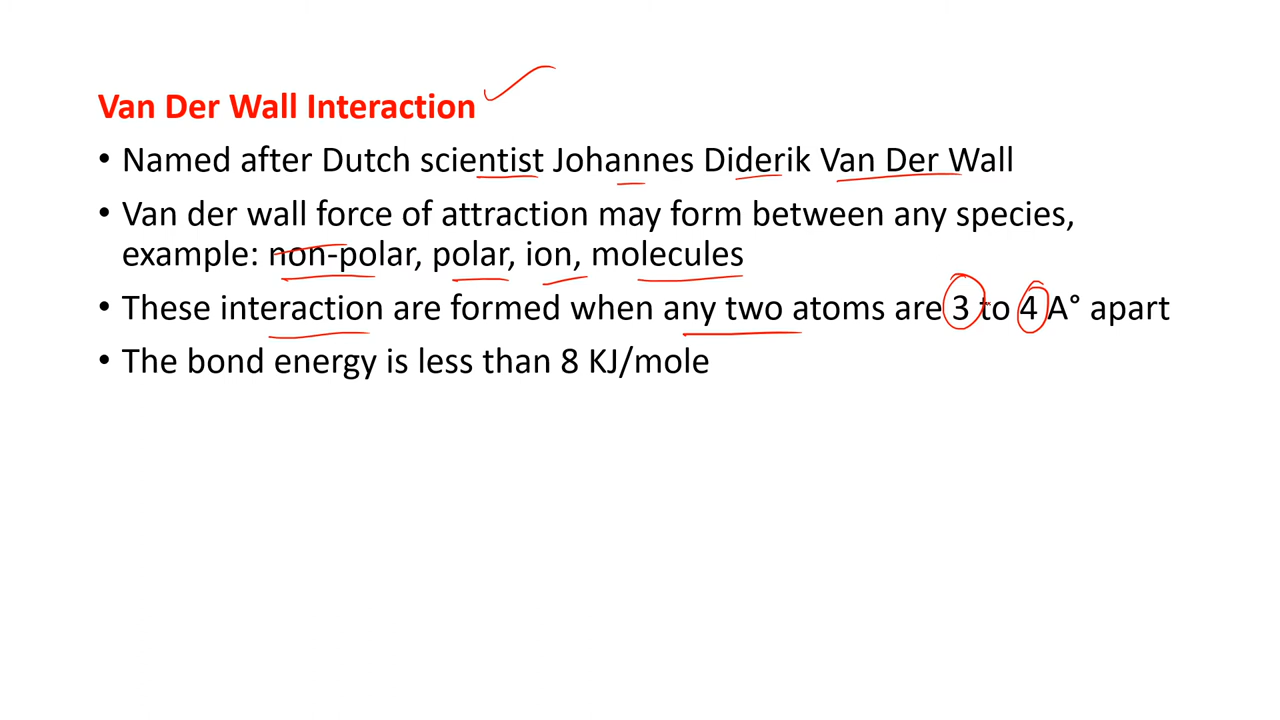 Van Der Wall Interaction
• Named after Dutch scientist Johannes Diderik Van Der Wall
• Van der wall force of attraction may form between any species,
example: non-polar, polar, ion, molecules
• These interaction are formed when any two atoms are 3 to 4 A° apart
• The bond energy is less than 8 KJ/mole